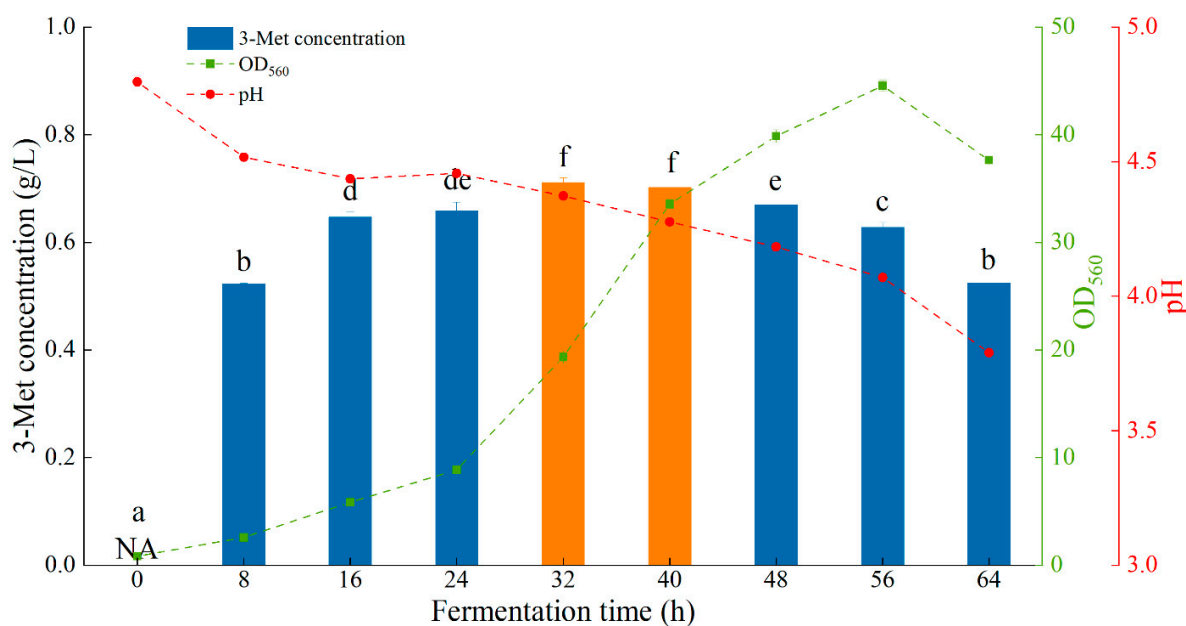 3-Met concentration
OD560
pH
3-Met concentration (g/L)
1.0
0.8
0.6
0.4
0.2
0.0
a
NA
b
d
de
f
f
e
c
b
0 8 16 24 32 40 48 56 64
Fermentation time (h)
50
40
30
20
10
0
OD560
5.0
4.5
4.0
3.5
3.0
pH